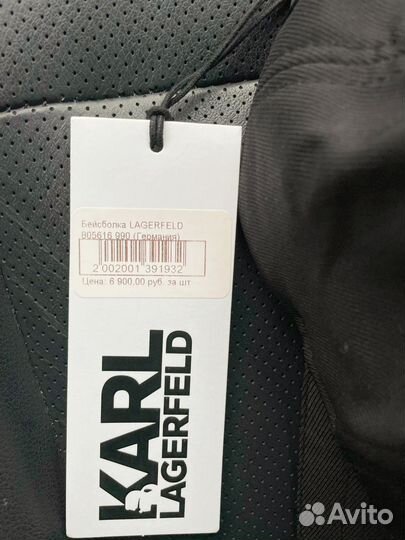 Бейсболка LAGERFELD
805616 990 (Германия)
2 002001 391932
Цена: 6 900,00 руб. за шт
KARL
LAGERFELD
Avito